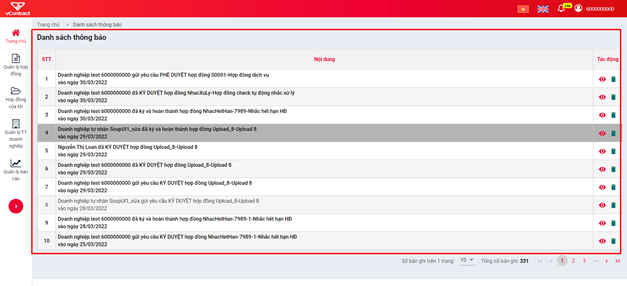 vContract
6000000000
Trang chủ > Danh sách thông báo
Trang chủ
Quản lý hợp đồng
Hợp đồng của tôi
Quản lý TT doanh nghiệp
Quản lý báo cáo
Danh sách thông báo
STT Nội dung Tác động
1 Doanh nghiệp test 6000000000 gửi yêu cầu PHÊ DUYỆT hợp đồng 00001-Hợp đồng dịch vụ
vào ngày 30/03/2022
2 Doanh nghiệp test 6000000000 đã KÝ DUYỆT hợp đồng NhacXuLy-Hợp đồng check tự động nhắc xử lý
vào ngày 30/03/2022
3 Doanh nghiệp test 6000000000 đã ký và hoàn thành hợp đồng NhacHetHan-7989-Nhắc hết hạn HĐ
vào ngày 30/03/2022
4 Doanh nghiệp tư nhân SoupUI1_sửa đã ký và hoàn thành hợp đồng Upload_8-Upload 8
vào ngày 29/03/2022
5 Nguyễn Thị Loan đã KÝ DUYỆT hợp đồng Upload_8-Upload 8
vào ngày 29/03/2022
6 Doanh nghiệp test 6000000000 đã KÝ DUYỆT hợp đồng Upload_8-Upload 8
vào ngày 29/03/2022
7 Doanh nghiệp test 6000000000 gửi yêu cầu KÝ DUYỆT hợp đồng Upload_8-Upload 8
vào ngày 29/03/2022
8 Doanh nghiệp tư nhân SoupUI1_sửa gửi yêu cầu KÝ DUYỆT hợp đồng Upload_8-Upload 8
vào ngày 29/03/2022
9 Doanh nghiệp test 6000000000 đã ký và hoàn thành hợp đồng NhacHetHan-7989-1-Nhắc hết hạn HĐ
vào ngày 28/03/2022
10 Doanh nghiệp test 6000000000 gửi yêu cầu KÝ DUYỆT hợp đồng NhacHetHan-7989-1-Nhắc hết hạn HĐ
vào ngày 25/03/2022
Số bản ghi trên 1 trang: 10 Tổng số bản ghi: 331 1 2 3 ...